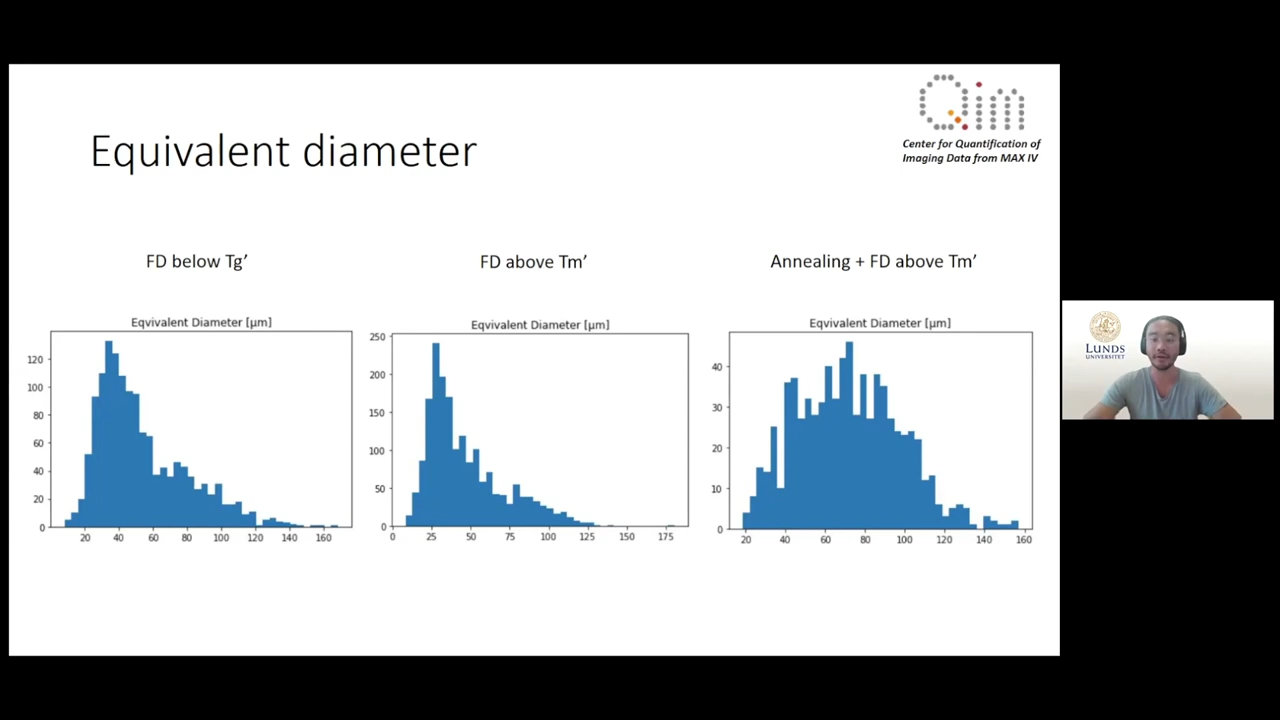 Qim
Center for Quantification of
Imaging Data from MAX IV
Equivalent diameter
FD below Tg’
FD above Tm’
Annealing + FD above Tm’
Eqvivalent Diameter [µm]
120
100
80
60
40
20
0
20 40 60 80 100 120 140 160
Eqvivalent Diameter [µm]
250
200
150
100
50
0
0 25 50 75 100 125 150 175
Eqvivalent Diameter [µm]
40
30
20
10
0
20 40 60 80 100 120 140 160
LUNDS
UNIVERSITET